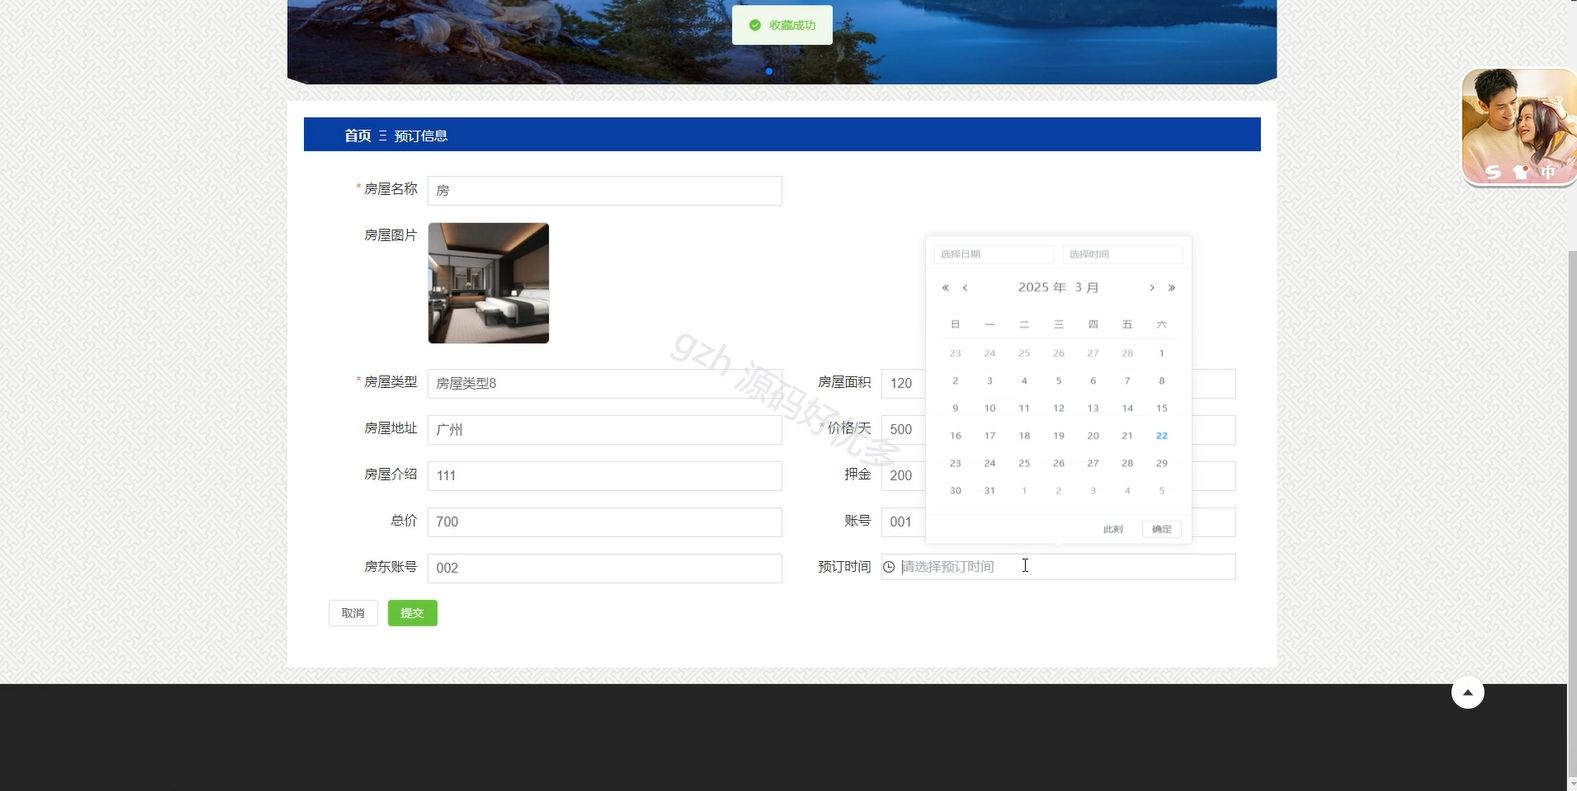 收藏成功
首页 Ξ 预订信息
* 房屋名称 房
房屋图片
* 房屋类型 房屋类型8 房屋面积 120
房屋地址 广州 * 价格/天 500
房屋介绍 111 押金 200
总价 700 账号 001
房东账号 002 预订时间 请选择预订时间
取消 提交
选择日期 选择时间
« ‹ 2025 年 3 月 › »
日 一 二 三 四 五 六
23 24 25 26 27 28 1
2 3 4 5 6 7 8
9 10 11 12 13 14 15
16 17 18 19 20 21 22
23 24 25 26 27 28 29
30 31 1 2 3 4 5
此刻 确定
gzh 源码好优多
S 中